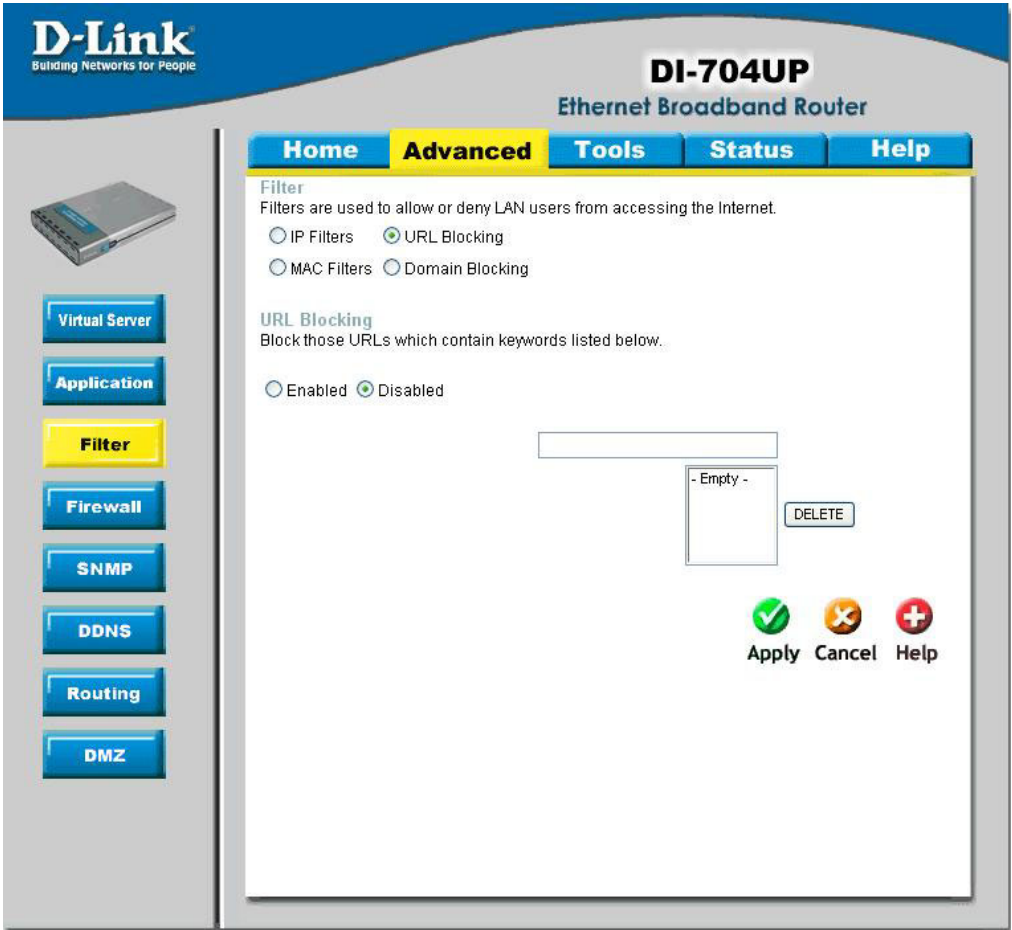 D-Link
Building Networks for People
DI-704UP
Ethernet Broadband Router
Home Advanced Tools Status Help
Filter
Filters are used to allow or deny LAN users from accessing the Internet.
IP Filters URL Blocking
MAC Filters Domain Blocking
URL Blocking
Block those URLs which contain keywords listed below.
Enabled Disabled
- Empty -
DELETE
Apply Cancel Help
Virtual Server
Application
Filter
Firewall
SNMP
DDNS
Routing
DMZ